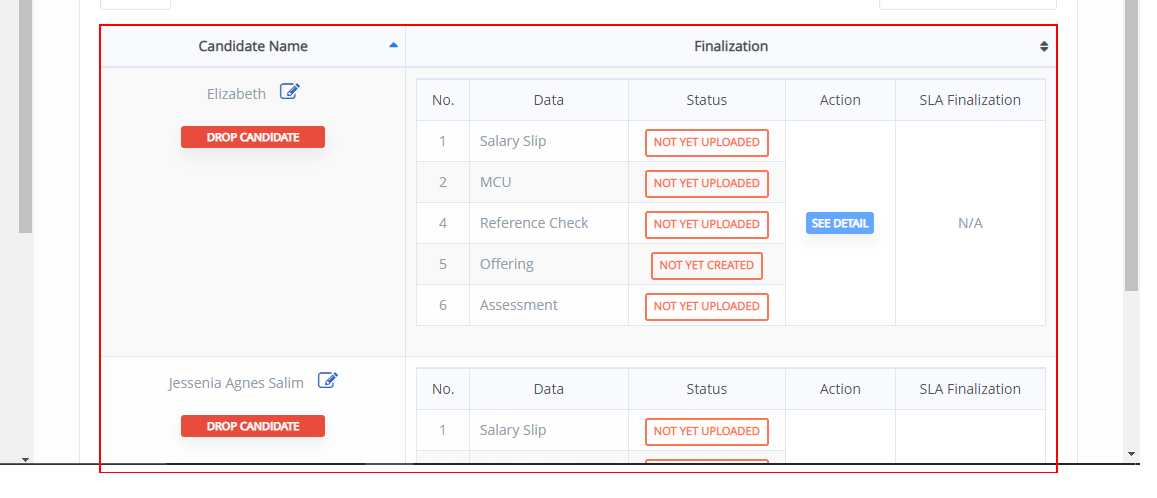 Candidate Name Finalization
Elizabeth
DROP CANDIDATE
No. Data Status Action SLA Finalization
1 Salary Slip NOT YET UPLOADED
2 MCU NOT YET UPLOADED
4 Reference Check NOT YET UPLOADED SEE DETAIL N/A
5 Offering NOT YET CREATED
6 Assessment NOT YET UPLOADED
Jessenia Agnes Salim
DROP CANDIDATE
No. Data Status Action SLA Finalization
1 Salary Slip NOT YET UPLOADED